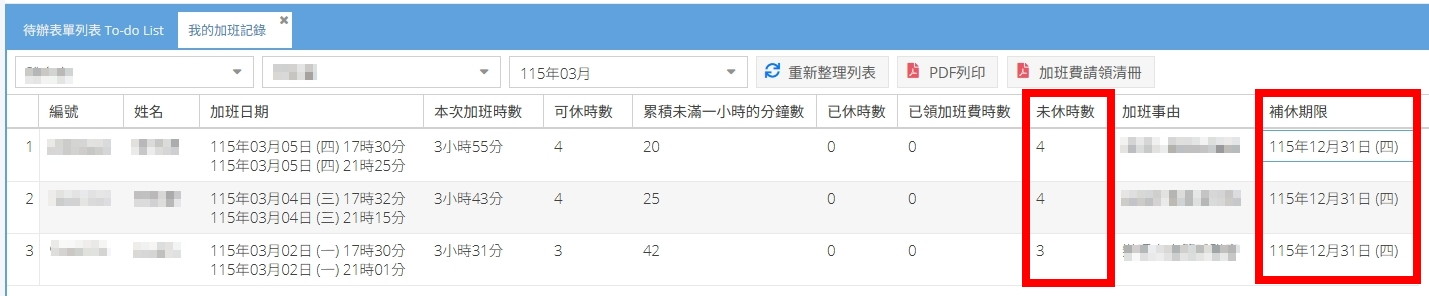 待辦表單列表 To-do List 我的加班記錄
115年03月 重新整理列表 PDF列印 加班費請領清冊
編號 姓名 加班日期 本次加班時數 可休時數 累積未滿一小時的分鐘數 已休時數 已領加班費時數 未休時數 加班事由 補休期限
1 115年03月05日 (四) 17時30分 3小時55分 4 20 0 0 4 115年12月31日 (四)
115年03月05日 (四) 21時25分
2 115年03月04日 (三) 17時32分 3小時43分 4 25 0 0 4 115年12月31日 (四)
115年03月04日 (三) 21時15分
3 115年03月02日 (一) 17時30分 3小時31分 3 42 0 0 3 115年12月31日 (四)
115年03月02日 (一) 21時01分